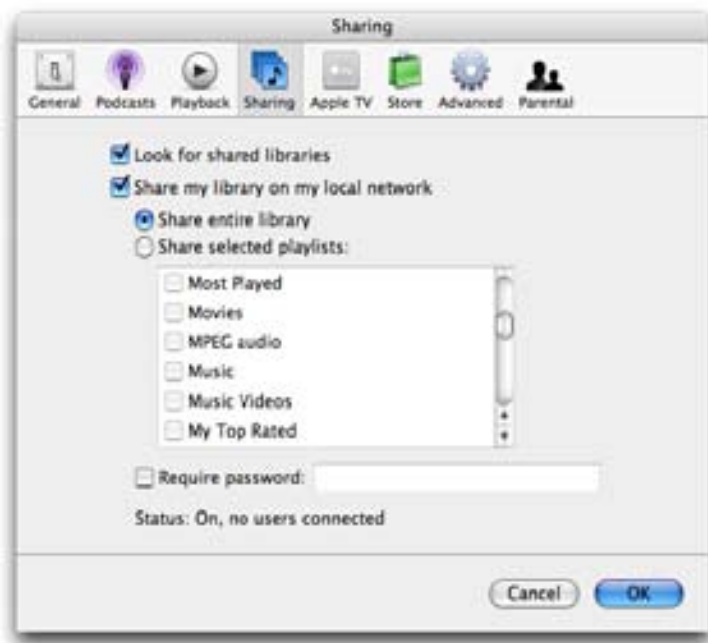 Sharing
General Podcasts Playback Sharing Apple TV Store Advanced Parental
Look for shared libraries
Share my library on my local network
Share entire library
Share selected playlists:
Most Played
Movies
MPEG audio
Music
Music Videos
My Top Rated
Require password:
Status: On, no users connected
Cancel OK